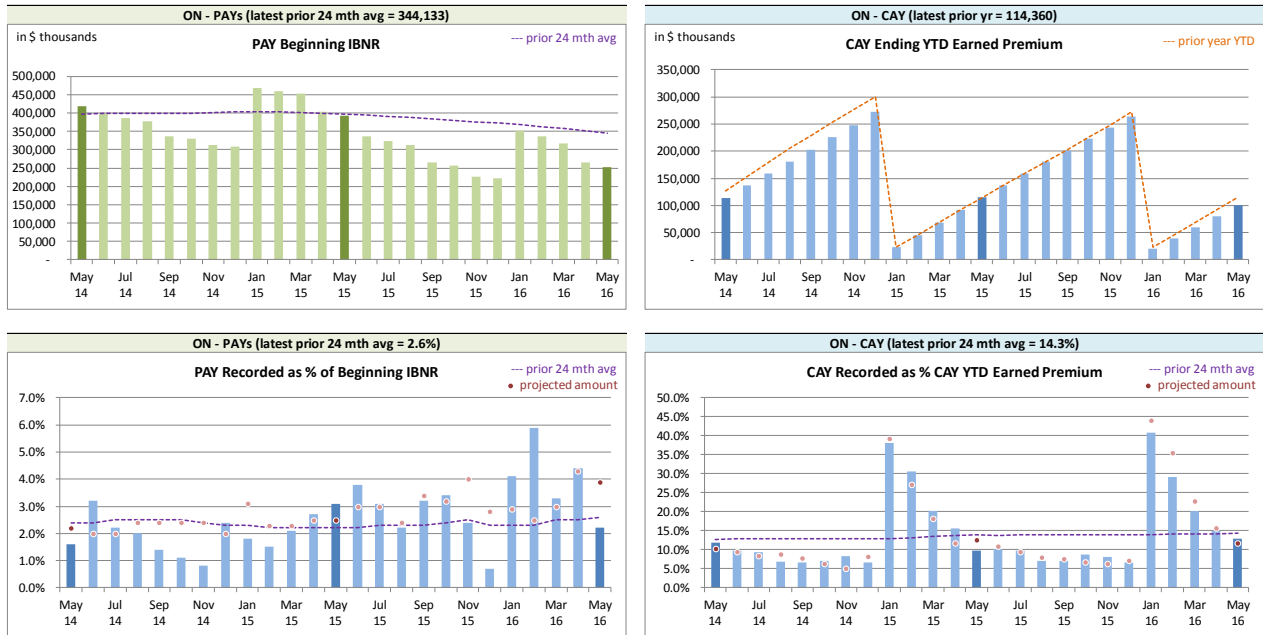 ON - PAYs (latest prior 24 mth avg = 344,133)
in $ thousands
PAY Beginning IBNR
--- prior 24 mth avg
500,000
450,000
400,000
350,000
300,000
250,000
200,000
150,000
100,000
50,000
-
May Jul Sep Nov Jan Mar May Jul Sep Nov Jan Mar May
14 14 14 14 15 15 15 15 15 15 16 16 16
ON - CAY (latest prior yr = 114,360)
in $ thousands
CAY Ending YTD Earned Premium
--- prior year YTD
350,000
300,000
250,000
200,000
150,000
100,000
50,000
-
May Jul Sep Nov Jan Mar May Jul Sep Nov Jan Mar May
14 14 14 14 15 15 15 15 15 15 16 16 16
ON - PAYs (latest prior 24 mth avg = 2.6%)
PAY Recorded as % of Beginning IBNR
--- prior 24 mth avg
● projected amount
7.0%
6.0%
5.0%
4.0%
3.0%
2.0%
1.0%
0.0%
May Jul Sep Nov Jan Mar May Jul Sep Nov Jan Mar May
14 14 14 14 15 15 15 15 15 15 16 16 16
ON - CAY (latest prior 24 mth avg = 14.3%)
CAY Recorded as % CAY YTD Earned Premium
--- prior 24 mth avg
● projected amount
50.0%
45.0%
40.0%
35.0%
30.0%
25.0%
20.0%
15.0%
10.0%
5.0%
0.0%
May Jul Sep Nov Jan Mar May Jul Sep Nov Jan Mar May
14 14 14 14 15 15 15 15 15 15 16 16 16